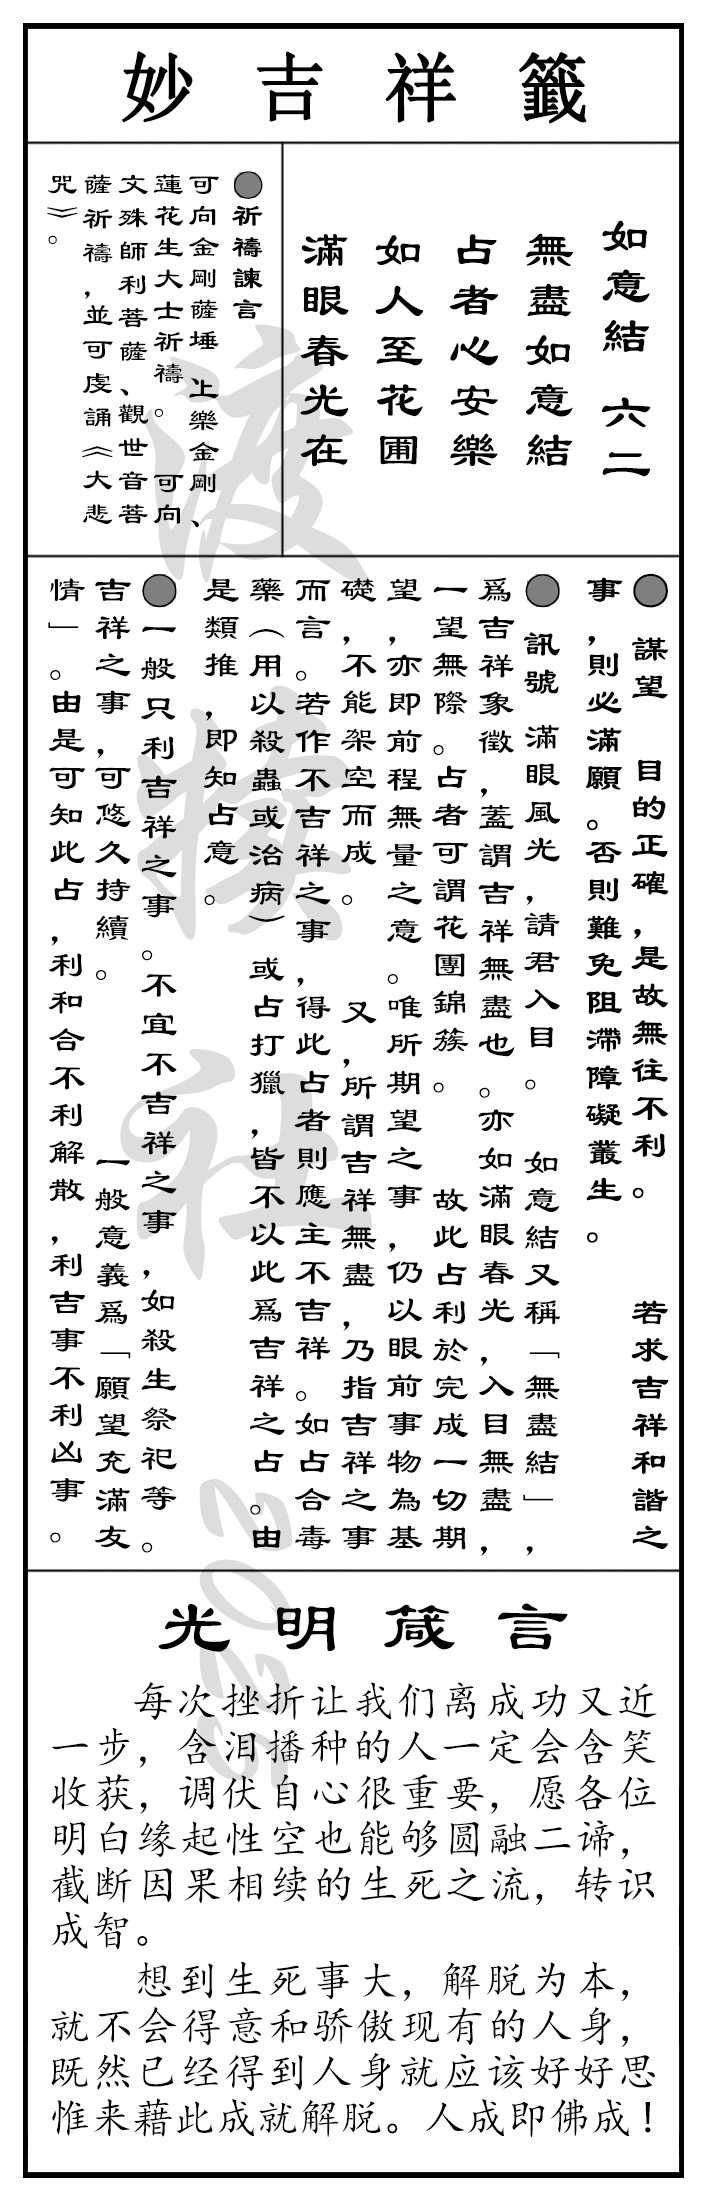 妙吉祥籤
如意結 六二
無盡如意結
占者心安樂
如人至花圃
滿眼春光在
●祈禱諫言
可向金剛薩埵、上樂金剛、
蓮花生大士祈禱。 可向
文殊師利菩薩、觀世音菩
薩祈禱,並可虔誦《大悲
咒》。
● 謀望 目的正確,是故無往不利。 若求吉祥和諧之
事,則必滿願。否則難免阻滯障礙叢生。
● 訊號 滿眼風光,請君入目。 如意結又稱「無盡結」,
爲吉祥象徵,蓋謂吉祥無盡也。亦如滿眼春光,入目無盡,
一望無際。占者可謂花團錦簇。 故此占利於完成一切期
望,亦即前程無量之意。唯所期望之事,仍以眼前事物為基
礎,不能架空而成。 又,所謂吉祥無盡,乃指吉祥之事
而言。若作不吉祥之事,得此占者則應主不吉祥。如占合毒
藥(用以殺蟲或治病)或占打獵,皆不以此爲吉祥之占。由
是類推,即知占意。
●一般只利吉祥之事。不宜不吉祥之事,如殺生祭祀等。
吉祥之事,可悠久持續。 一般意義爲「願望充滿友
情」。由是可知此占,利和合不利解散,利吉事不利凶事。
光明箴言
每次挫折让我们离成功又近
一步，含泪播种的人一定会含笑
收获，调伏自心很重要，愿各位
明白缘起性空也能够圆融二谛，
截断因果相续的生死之流，转识
成智。
想到生死事大，解脱为本，
就不会得意和骄傲现有的人身，
既然已经得到人身就应该好好思
惟来藉此成就解脱。人成即佛成！
渡 社 2025